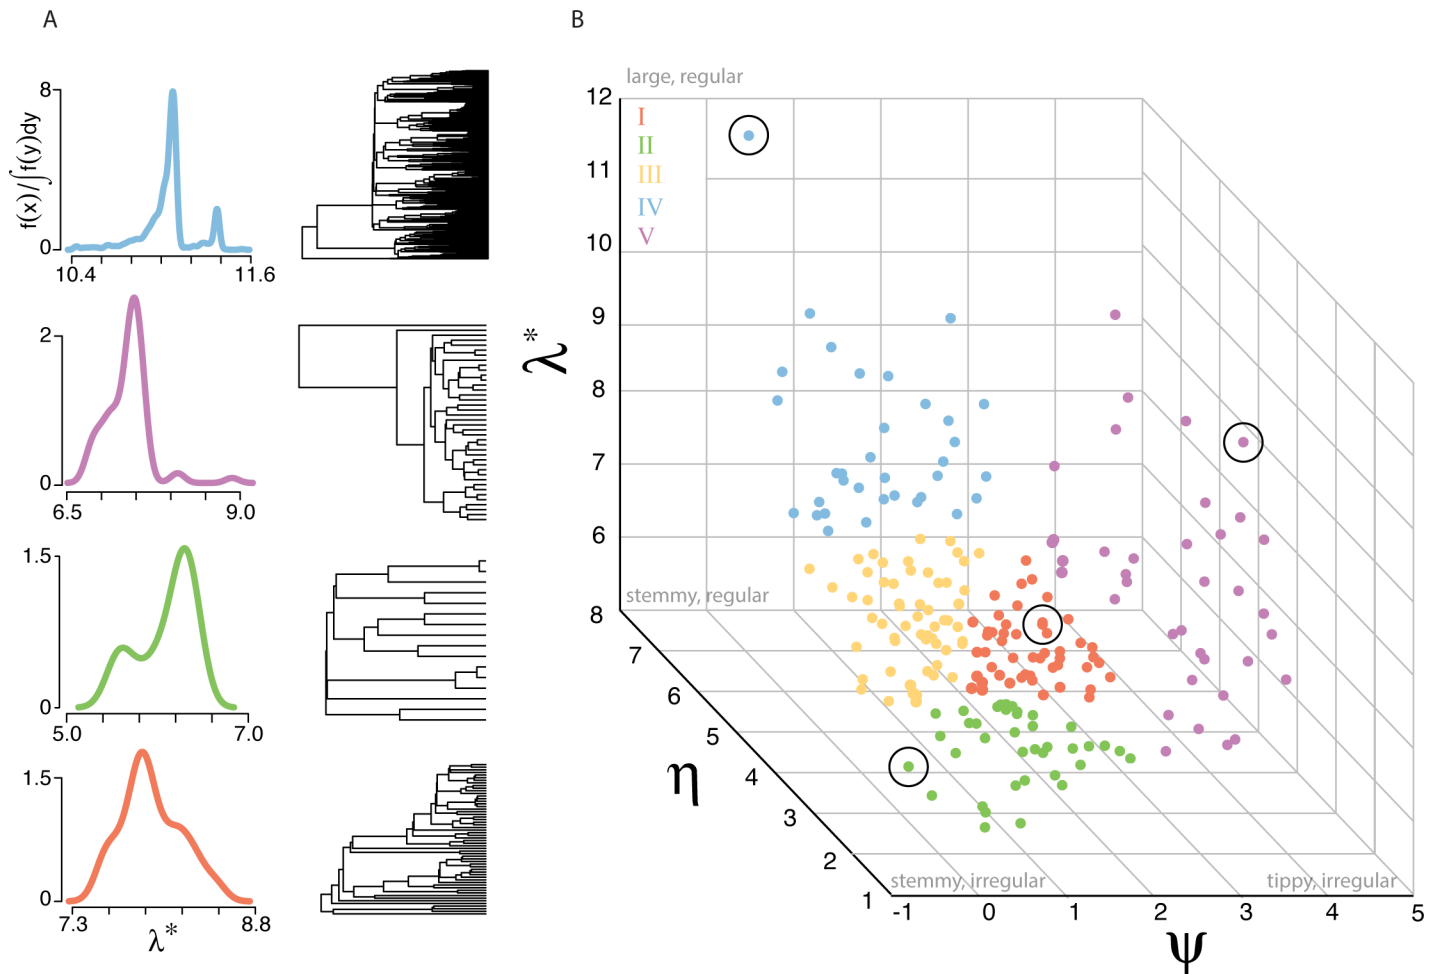 A
8
0
f(x)/∫f(y)dy
10.4
11.6
2
0
6.5
9.0
1.5
0
5.0
7.0
1.5
0
7.3
8.8
λ*
B
large, regular
12
11
10
9
8
7
6
I
II
III
IV
V
λ*
stemmy, regular
8
7
6
5
4
3
2
1
η
stemmy, irregular
tippy, irregular
-1
0
1
2
3
4
5
ψ